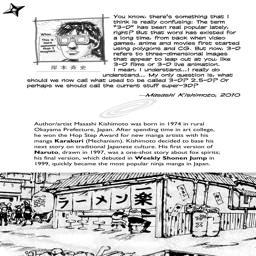 You know, there's something that I
think is really confusing: The term
"3-D" has been real popular lately,
right? But that word has existed for
a long time, from back when video
games, anime and movies first started
using polygons and CG. But now, 3-D
refers to three-dimensional images
that appear to leap out at you, like
3-D films or 3-D live animation.
I mean, I understand...I really do
understand... My only question is: what
should we now call what used to be called 3-D? 2.5-D?! Or
perhaps we should call the current stuff super-3D?
—Masashi Kishimoto, 2010
岸本斉史
Author/artist Masashi Kishimoto was born in 1974 in rural
Okayama Prefecture, Japan. After spending time in art college,
he won the Hop Step Award for new manga artists with his
manga Karakuri (Mechanism). Kishimoto decided to base his
next story on traditional Japanese culture. His first version of
Naruto, drawn in 1997, was a one-shot story about fox spirits;
his final version, which debuted in Weekly Shonen Jump in
1999, quickly became the most popular ninja manga in Japan.
ラーメン 楽